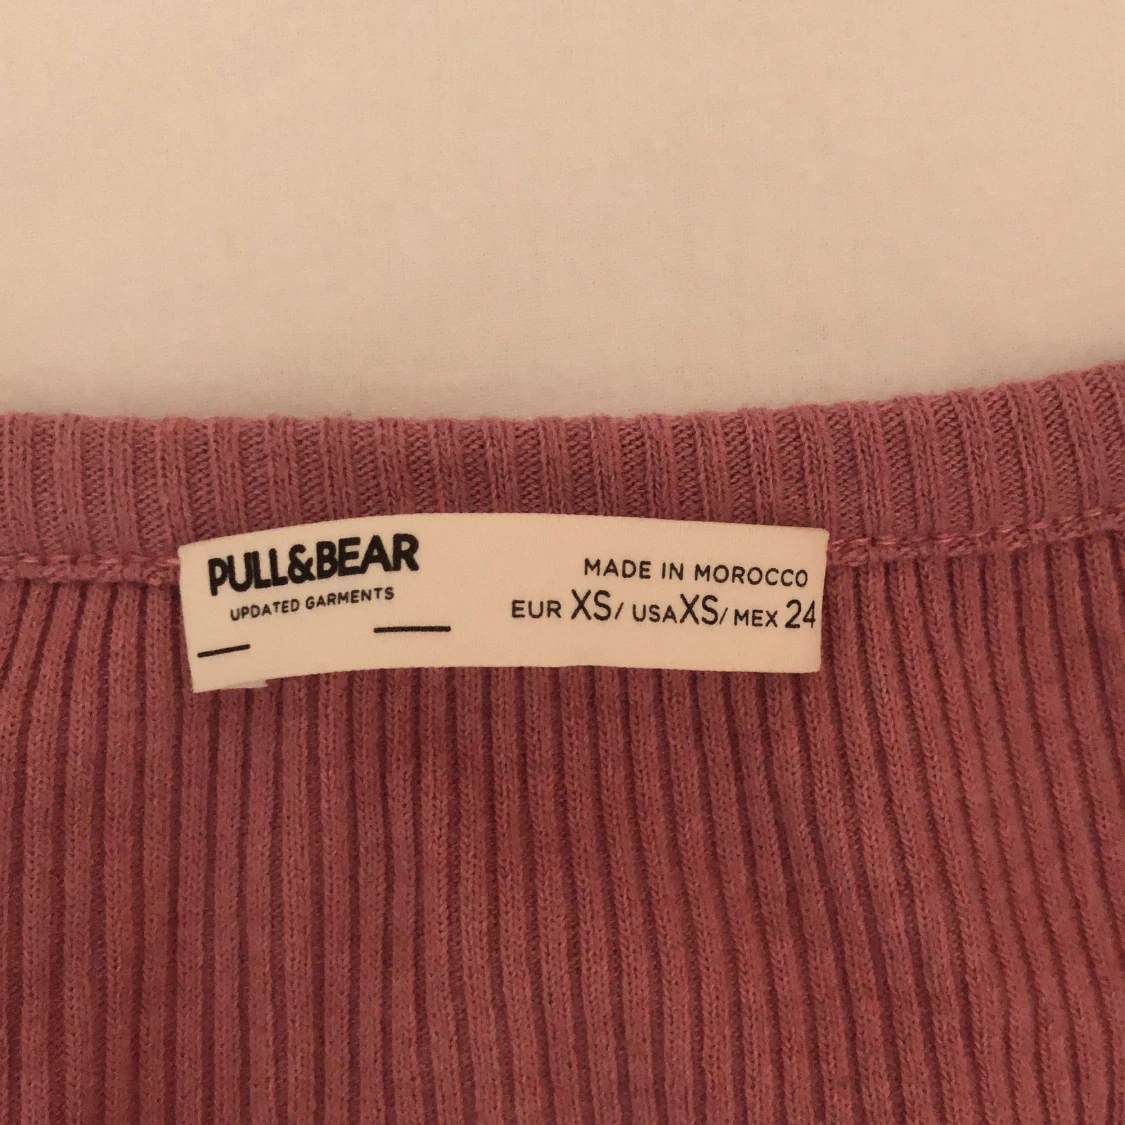 PULL&BEAR
UPDATED GARMENTS
MADE IN MOROCCO
EUR XS/ USA XS/ MEX 24